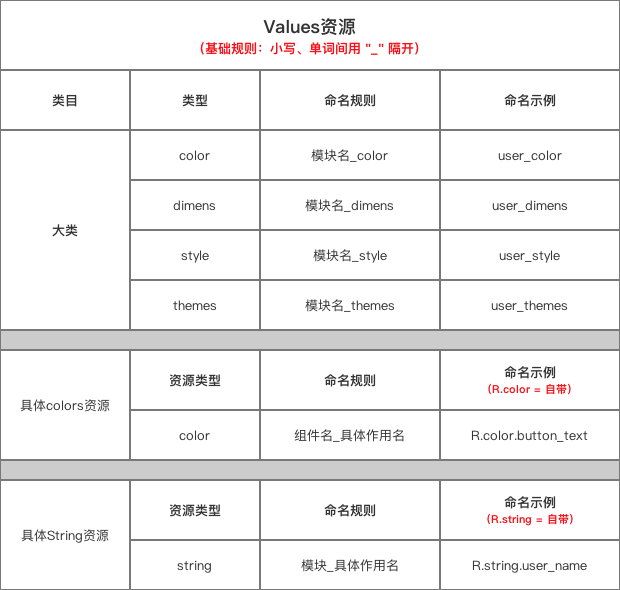 Values资源
（基础规则：小写、单词间用 "_" 隔开）
类目 类型 命名规则 命名示例
大类
color 模块名_color user_color
dimens 模块名_dimens user_dimens
style 模块名_style user_style
themes 模块名_themes user_themes
具体colors资源
资源类型 命名规则 命名示例
（R.color = 自带）
color 组件名_具体作用名 R.color.button_text
具体String资源
资源类型 命名规则 命名示例
（R.string = 自带）
string 模块_具体作用名 R.string.user_name